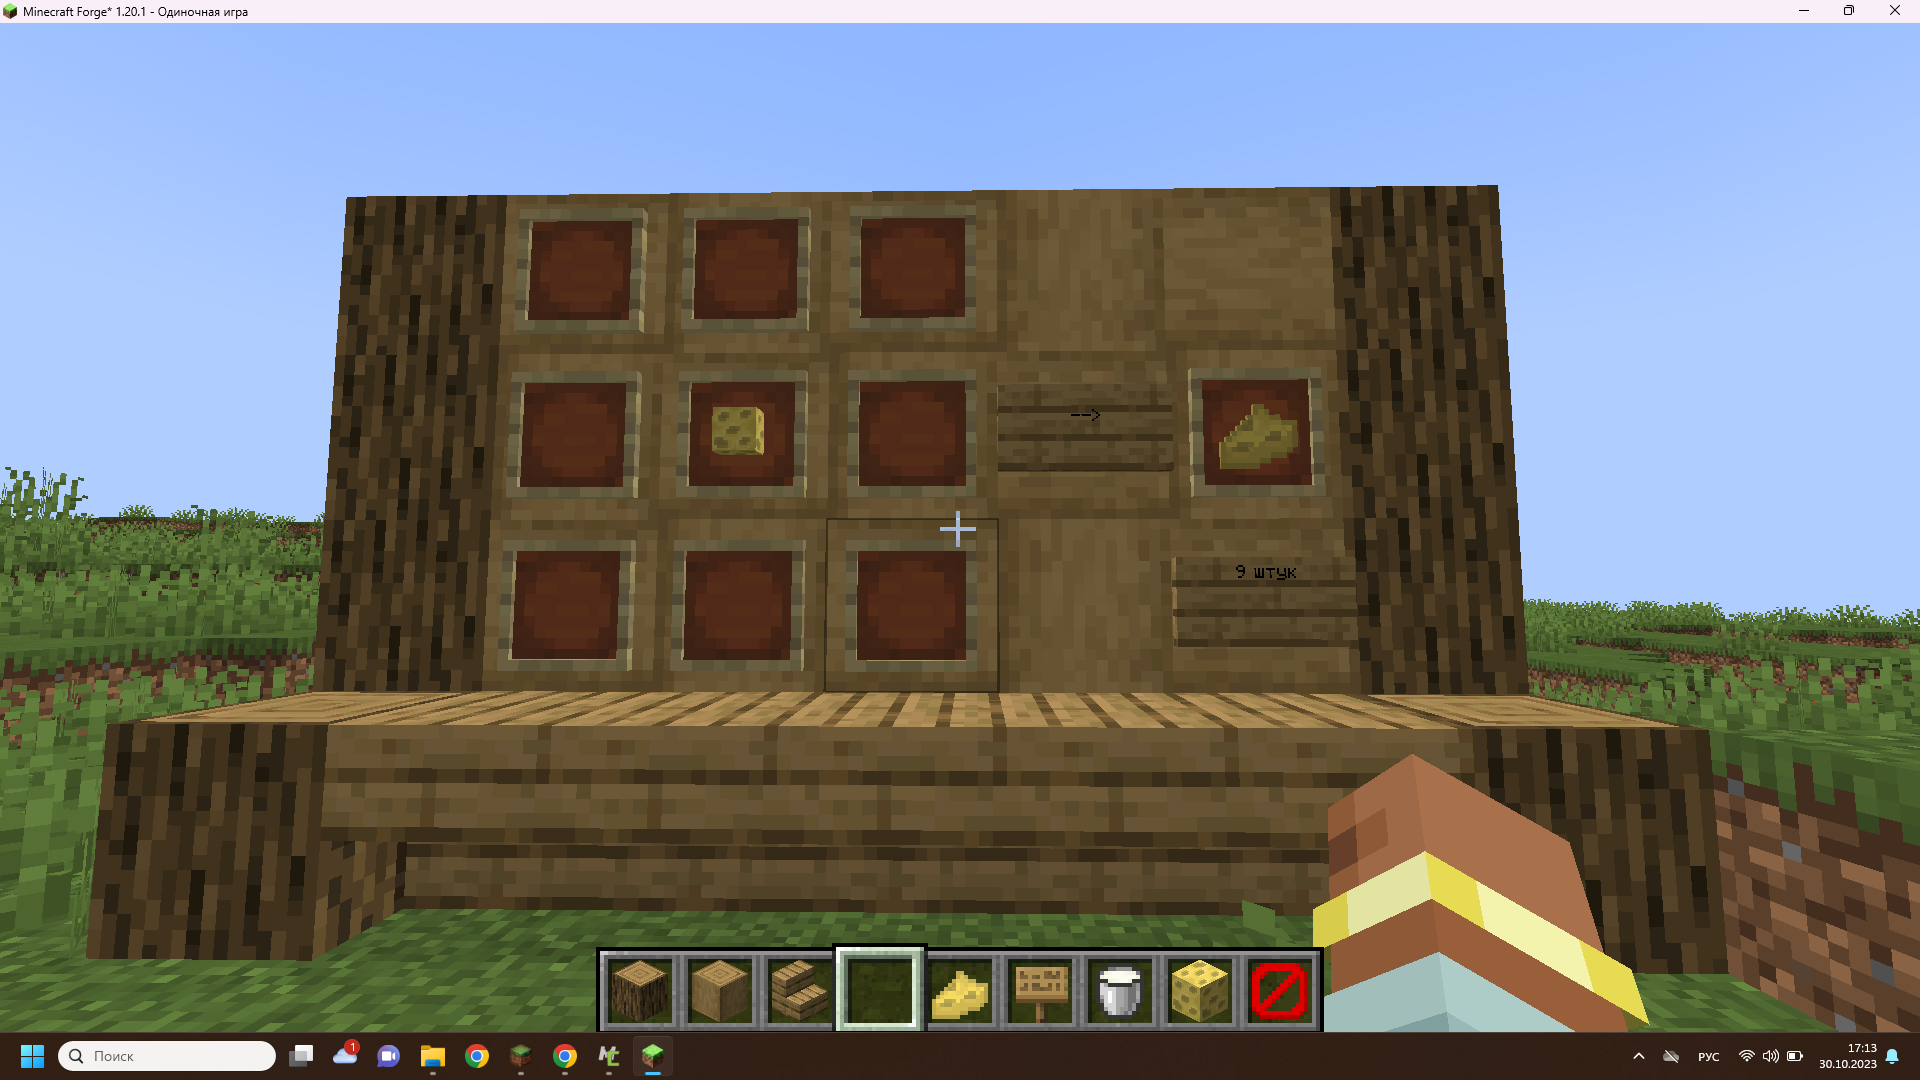 Minecraft Forge* 1.20.1 - Одиночная игра
-->
9 штук
Поиск
1
РУС
17:13
30.10.2023